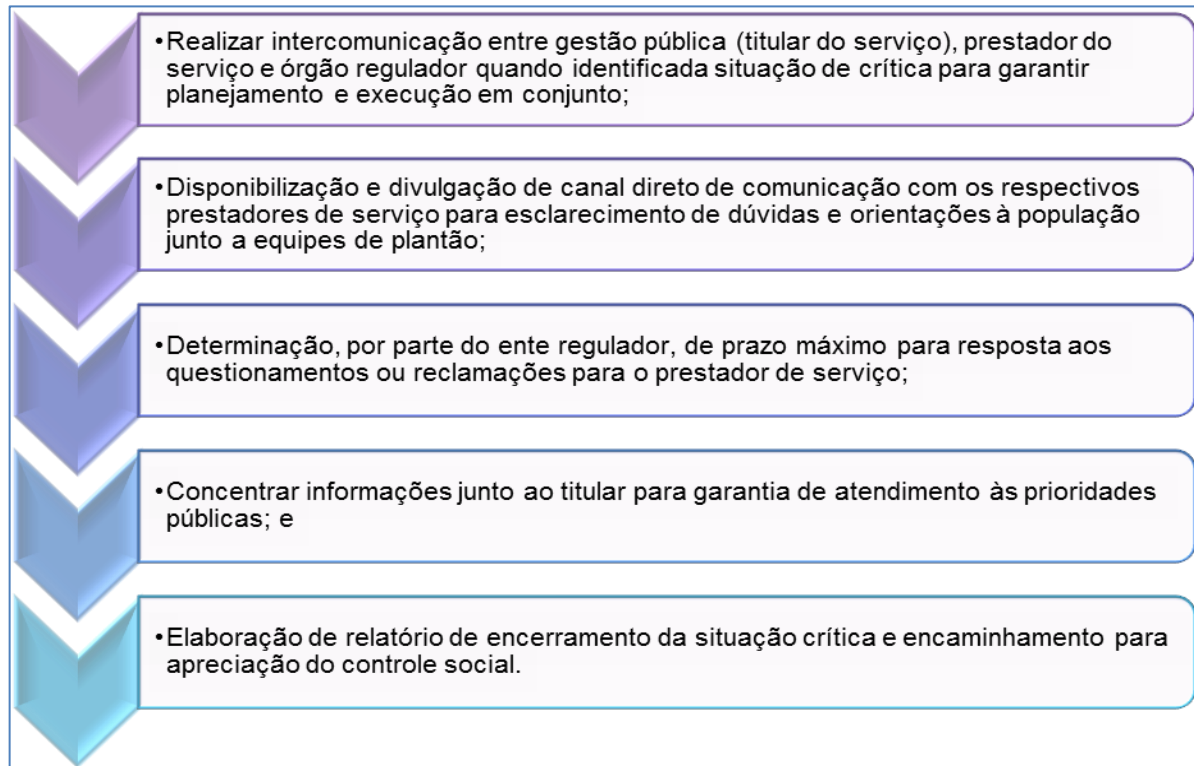 •Realizar intercomunicação entre gestão pública (titular do serviço), prestador do
serviço e órgão regulador quando identificada situação de crítica para garantir
planejamento e execução em conjunto;
•Disponibilização e divulgação de canal direto de comunicação com os respectivos
prestadores de serviço para esclarecimento de dúvidas e orientações à população
junto a equipes de plantão;
•Determinação, por parte do ente regulador, de prazo máximo para resposta aos
questionamentos ou reclamações para o prestador de serviço;
•Concentrar informações junto ao titular para garantia de atendimento às prioridades
públicas; e
•Elaboração de relatório de encerramento da situação crítica e encaminhamento para
apreciação do controle social.